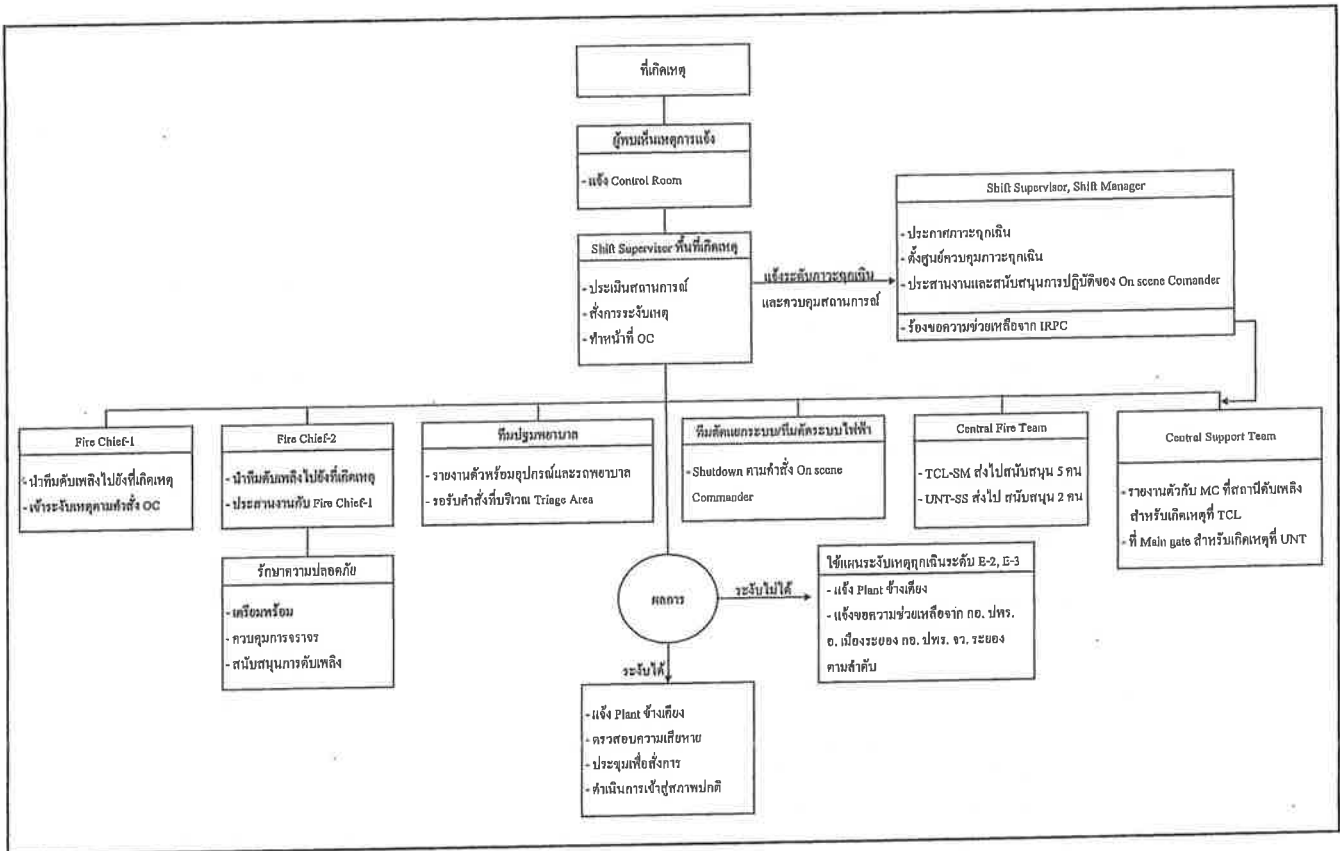 ที่เกิดเหตุ
ผู้พบเห็นเหตุการแจ้ง
- แจ้ง Control Room
Shift Supervisor พื้นที่เกิดเหตุ
- ประเมินสถานการณ์
- สั่งการระงับเหตุ
- ทำหน้าที่ OC
แจ้งระดับภาวะฉุกเฉิน
และควบคุมสถานการณ์
Shift Supervisor, Shift Manager
- ประกาศภาวะฉุกเฉิน
- ตั้งศูนย์ควบคุมภาวะฉุกเฉิน
- ประสานงานและสนับสนุนการปฏิบัติของ On scene Comander
- ร้องขอความช่วยเหลือจาก IRPC
Fire Chief-1
- นำทีมดับเพลิงไปยังที่เกิดเหตุ
- เข้าระงับเหตุตามคำสั่ง OC
Fire Chief-2
- นำทีมดับเพลิงไปยังที่เกิดเหตุ
- ประสานงานกับ Fire Chief-1
รักษาความปลอดภัย
- เตรียมพร้อม
- ควบคุมการจราจร
- สนับสนุนการดับเพลิง
ทีมปฐมพยาบาล
- รายงานตัวพร้อมอุปกรณ์และรถพยาบาล
- รอรับคำสั่งที่บริเวณ Triage Area
ทีมตัดแยกระบบ/ทีมตัดระบบไฟฟ้า
- Shutdown ตามคำสั่ง On scene
Commander
Central Fire Team
- TCL-SM ส่งไปสนับสนุน 5 คน
- UNT-SS ส่งไป สนับสนุน 2 คน
Central Support Team
- รายงานตัวกับ MC ที่สถานีดับเพลิง
สำหรับเกิดเหตุที่ TCL
- ที่ Main gate สำหรับเกิดเหตุที่ UNT
ผลการ
ระงับไม่ได้
ใช้แผนระงับเหตุฉุกเฉินระดับ E-2, E-3
- แจ้ง Plant ข้างเคียง
- แจ้งขอความช่วยเหลือจาก กอ. ปพร.
อ. เมืองระยอง กอ. ปพร. จว. ระยอง
ตามลำดับ
ระงับได้
- แจ้ง Plant ข้างเคียง
- ตรวสอบความเสียหาย
- ประชุมเพื่อสั่งการ
- ดำเนินการเข้าสู่สภาพปกติ